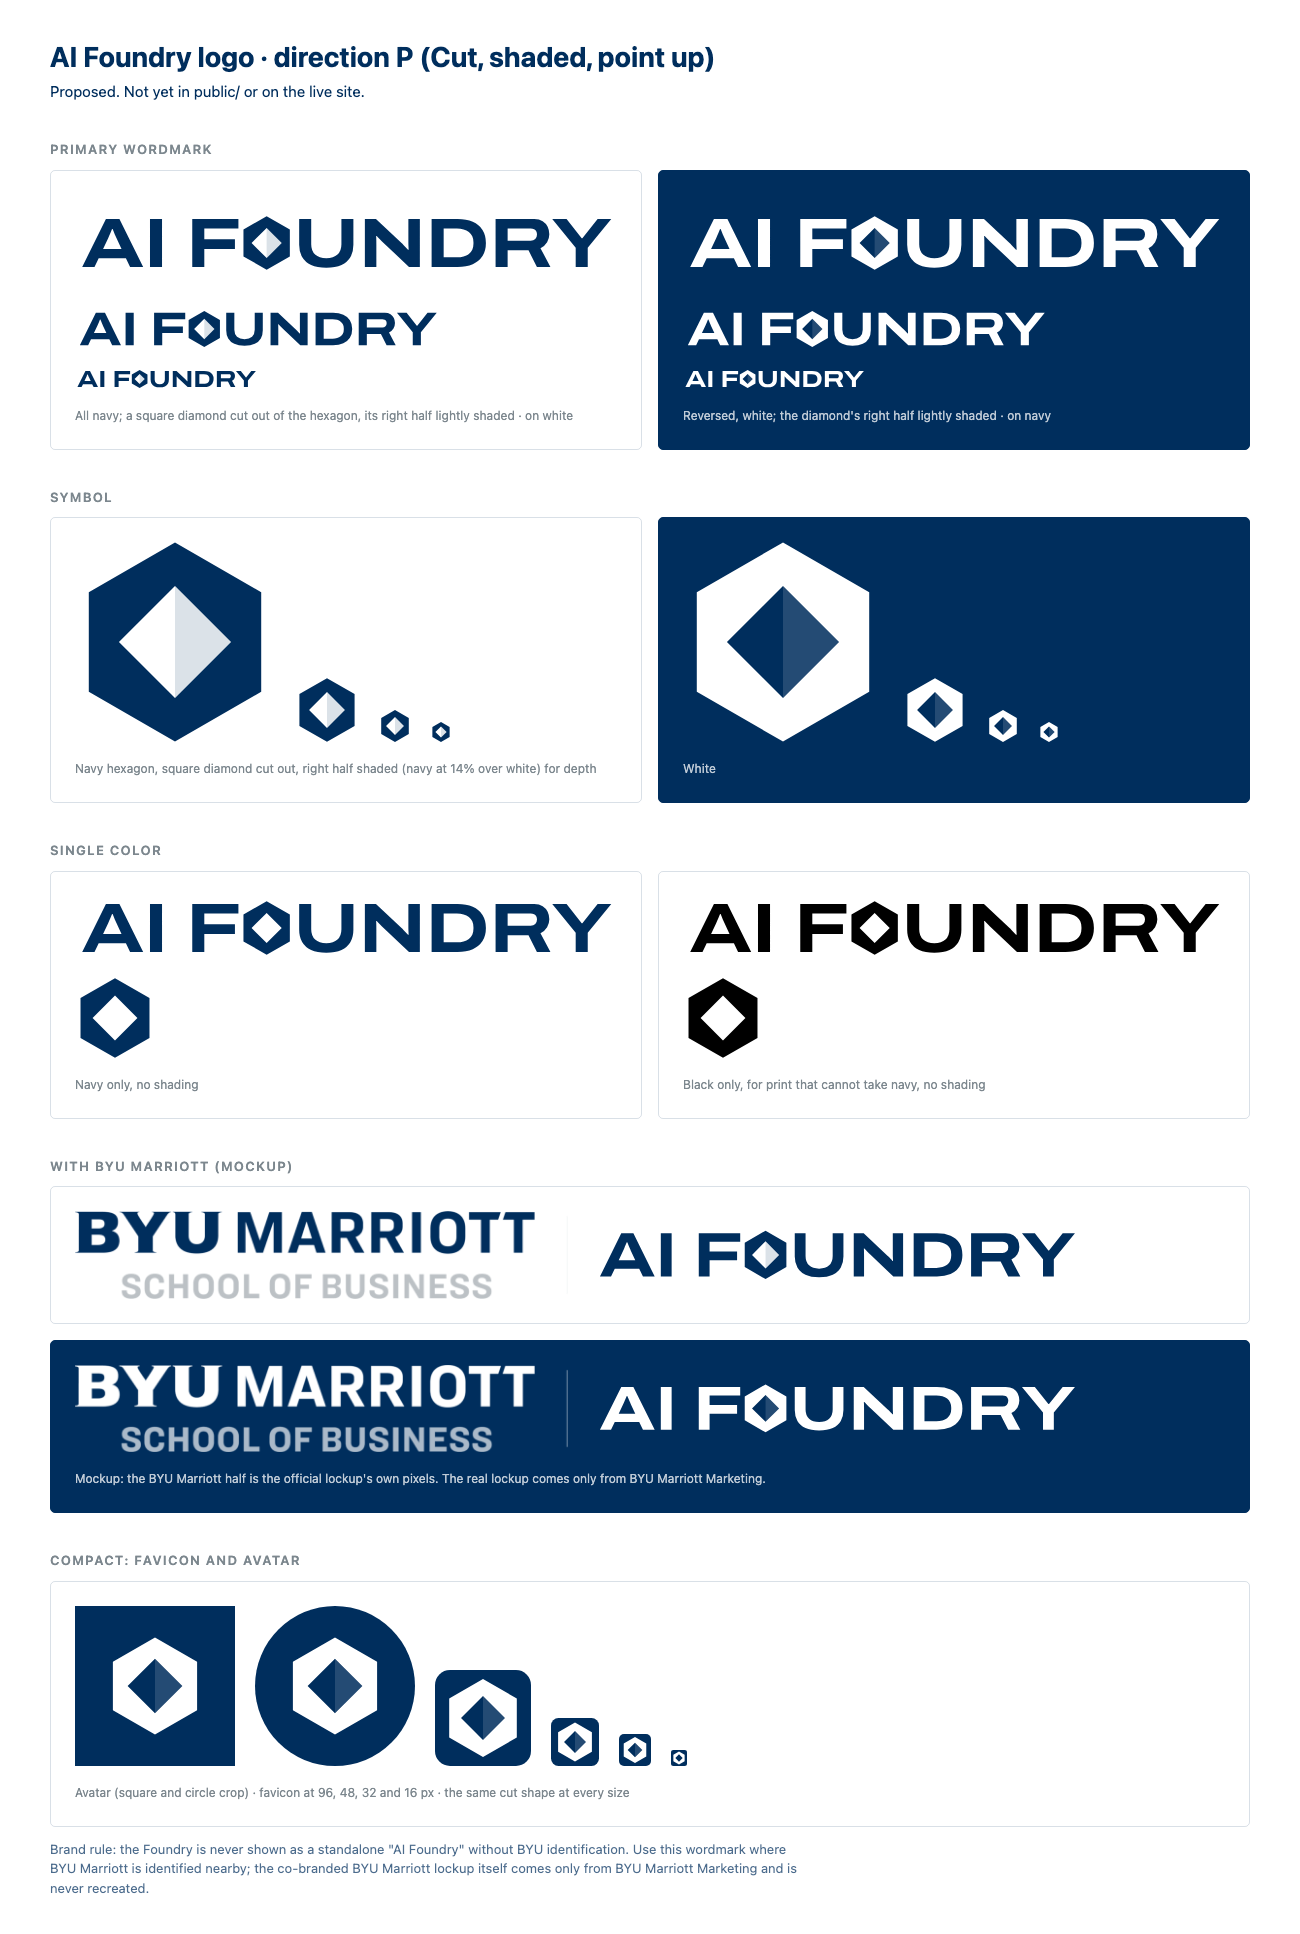 AI Foundry logo · direction P (Cut, shaded, point up)
Proposed. Not yet in public/ or on the live site.
PRIMARY WORDMARK
AI FOUNDRY
AI FOUNDRY
AI FOUNDRY
All navy; a square diamond cut out of the hexagon, its right half lightly shaded · on white
AI FOUNDRY
AI FOUNDRY
AI FOUNDRY
Reversed, white; the diamond's right half lightly shaded · on navy
SYMBOL
Navy hexagon, square diamond cut out, right half shaded (navy at 14% over white) for depth
White
SINGLE COLOR
AI FOUNDRY
Navy only, no shading
AI FOUNDRY
Black only, for print that cannot take navy, no shading
WITH BYU MARRIOTT (MOCKUP)
BYU MARRIOTT
SCHOOL OF BUSINESS
AI FOUNDRY
BYU MARRIOTT
SCHOOL OF BUSINESS
AI FOUNDRY
Mockup: the BYU Marriott half is the official lockup's own pixels. The real lockup comes only from BYU Marriott Marketing.
COMPACT: FAVICON AND AVATAR
Avatar (square and circle crop) · favicon at 96, 48, 32 and 16 px · the same cut shape at every size
Brand rule: the Foundry is never shown as a standalone "AI Foundry" without BYU identification. Use this wordmark where
BYU Marriott is identified nearby; the co-branded BYU Marriott lockup itself comes only from BYU Marriott Marketing and is
never recreated.